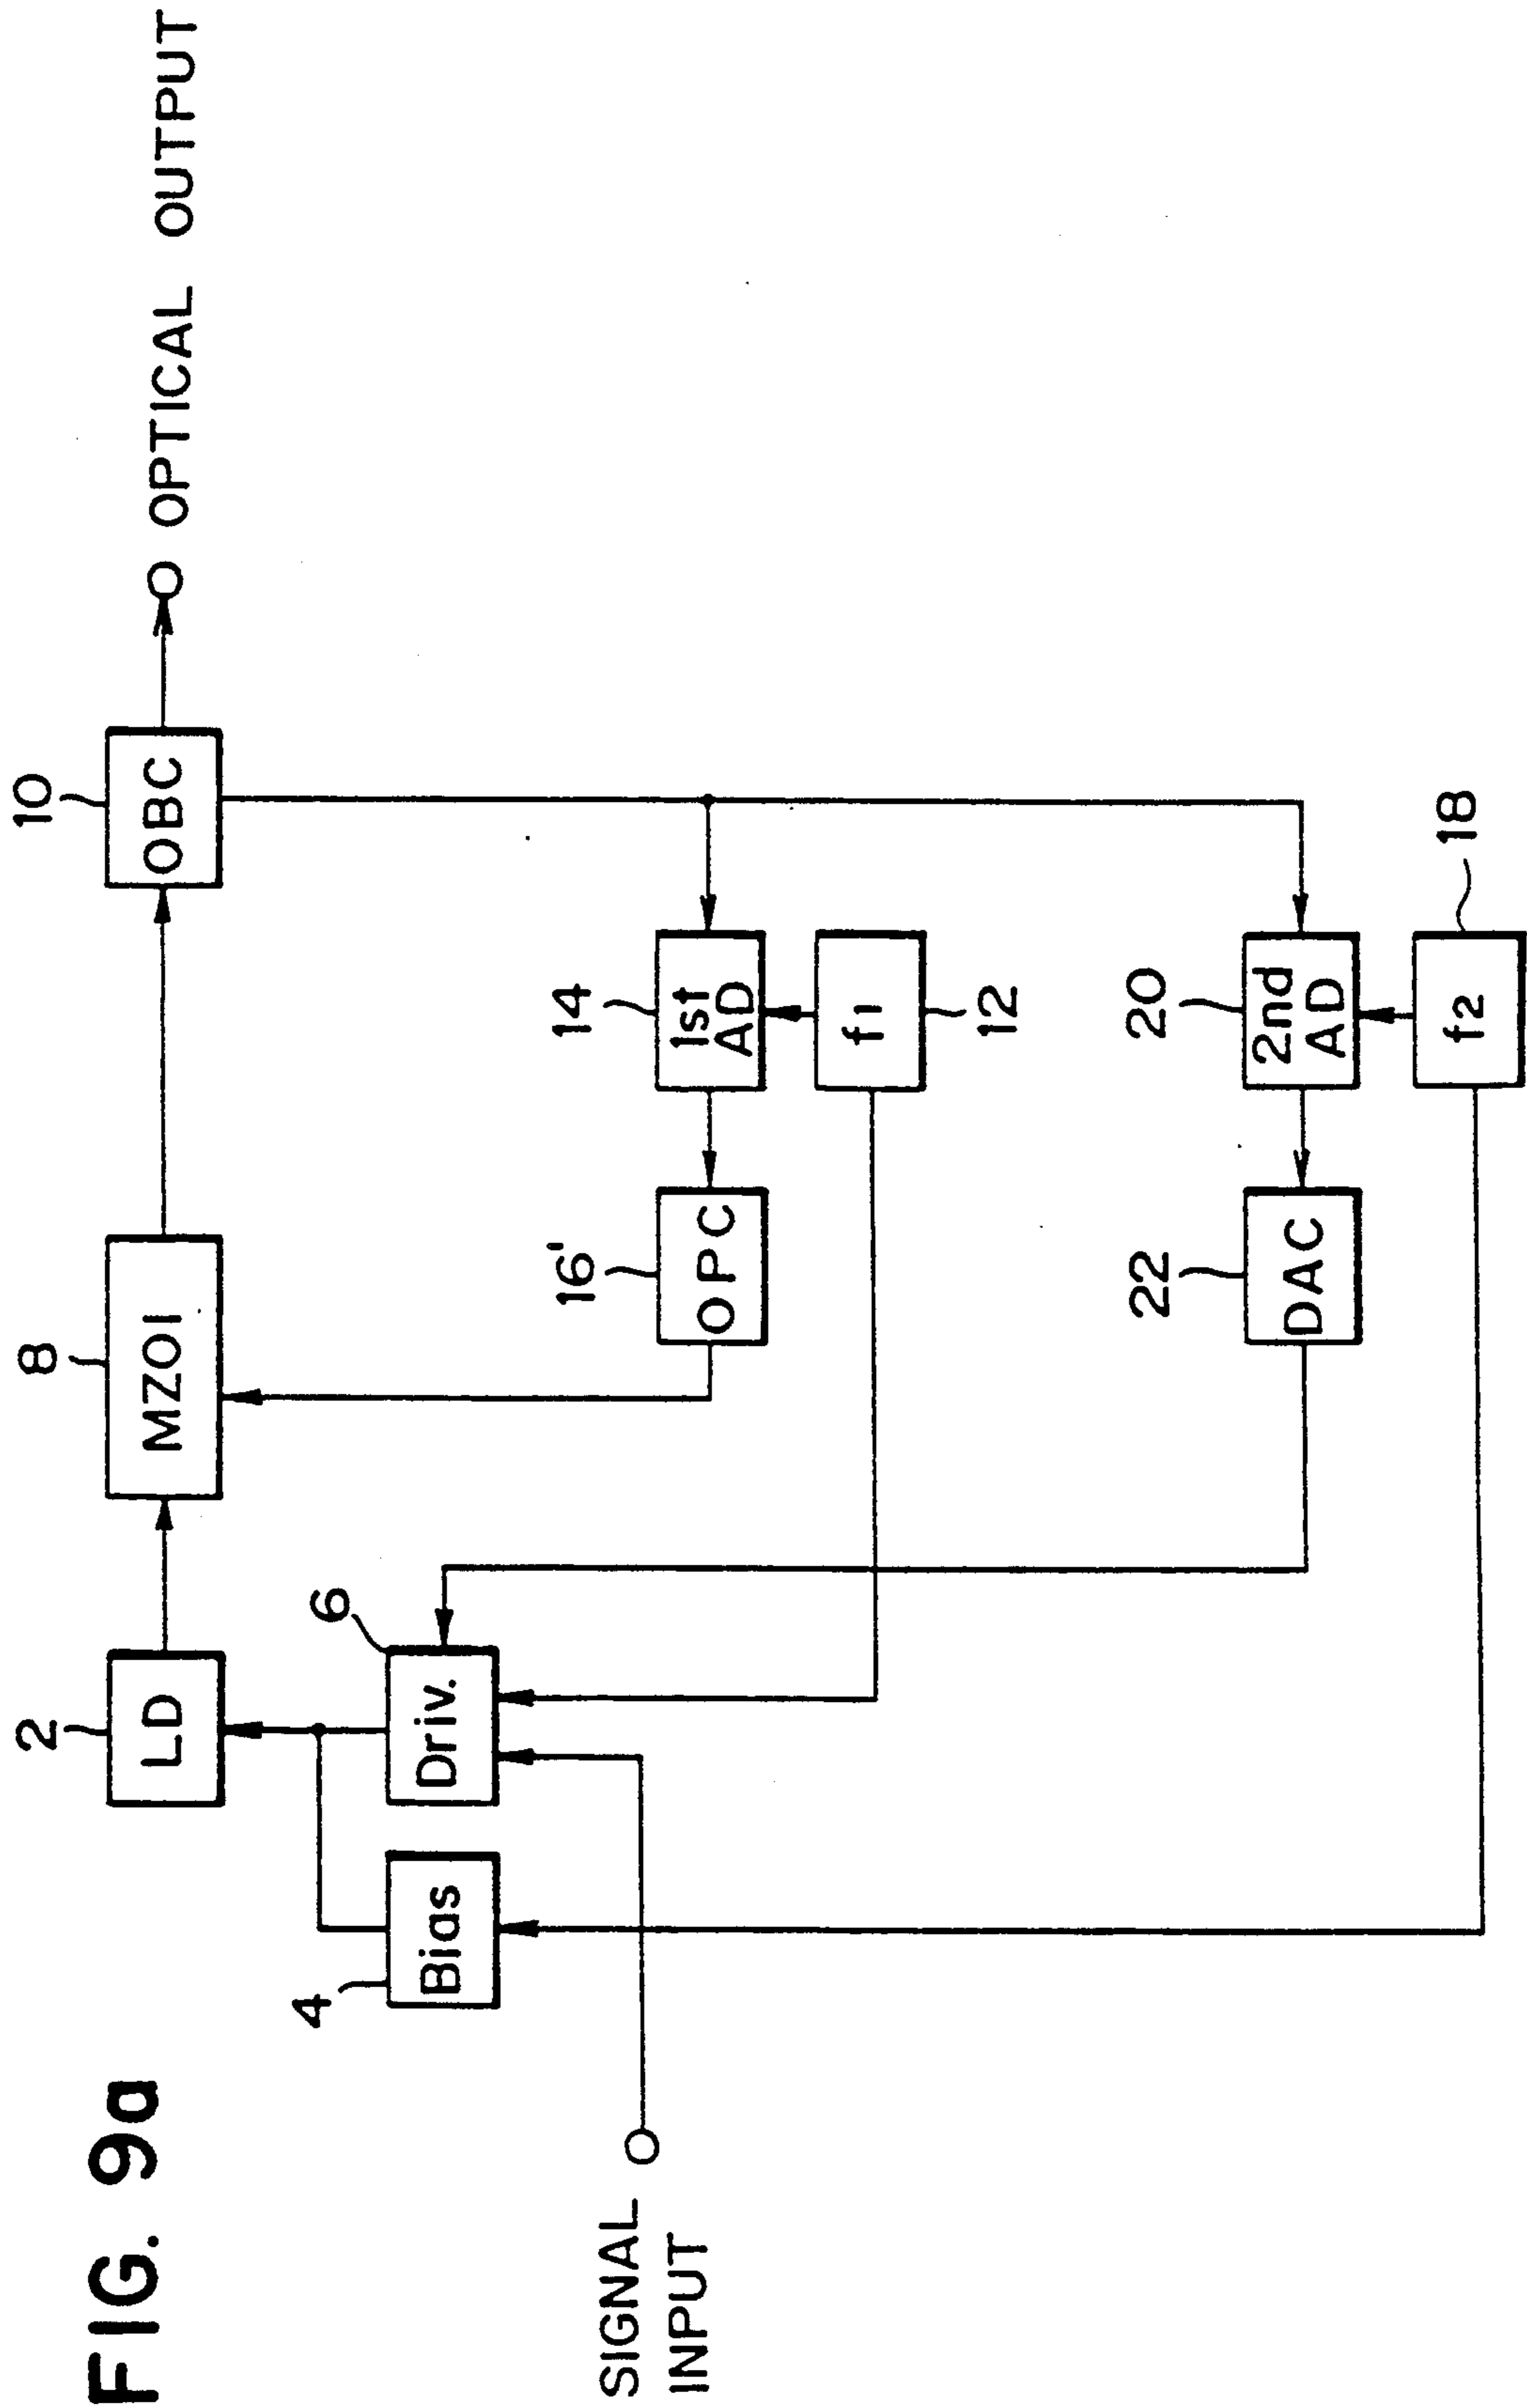 FIG. 9a
2
LD
8
MZOI
10
OBC
OPTICAL OUTPUT
4
Bias
6
Driv.
SIGNAL
INPUT
16'
OPC
14
1st
AD
f1
12
22
DAC
20
2nd
AD
f2
18